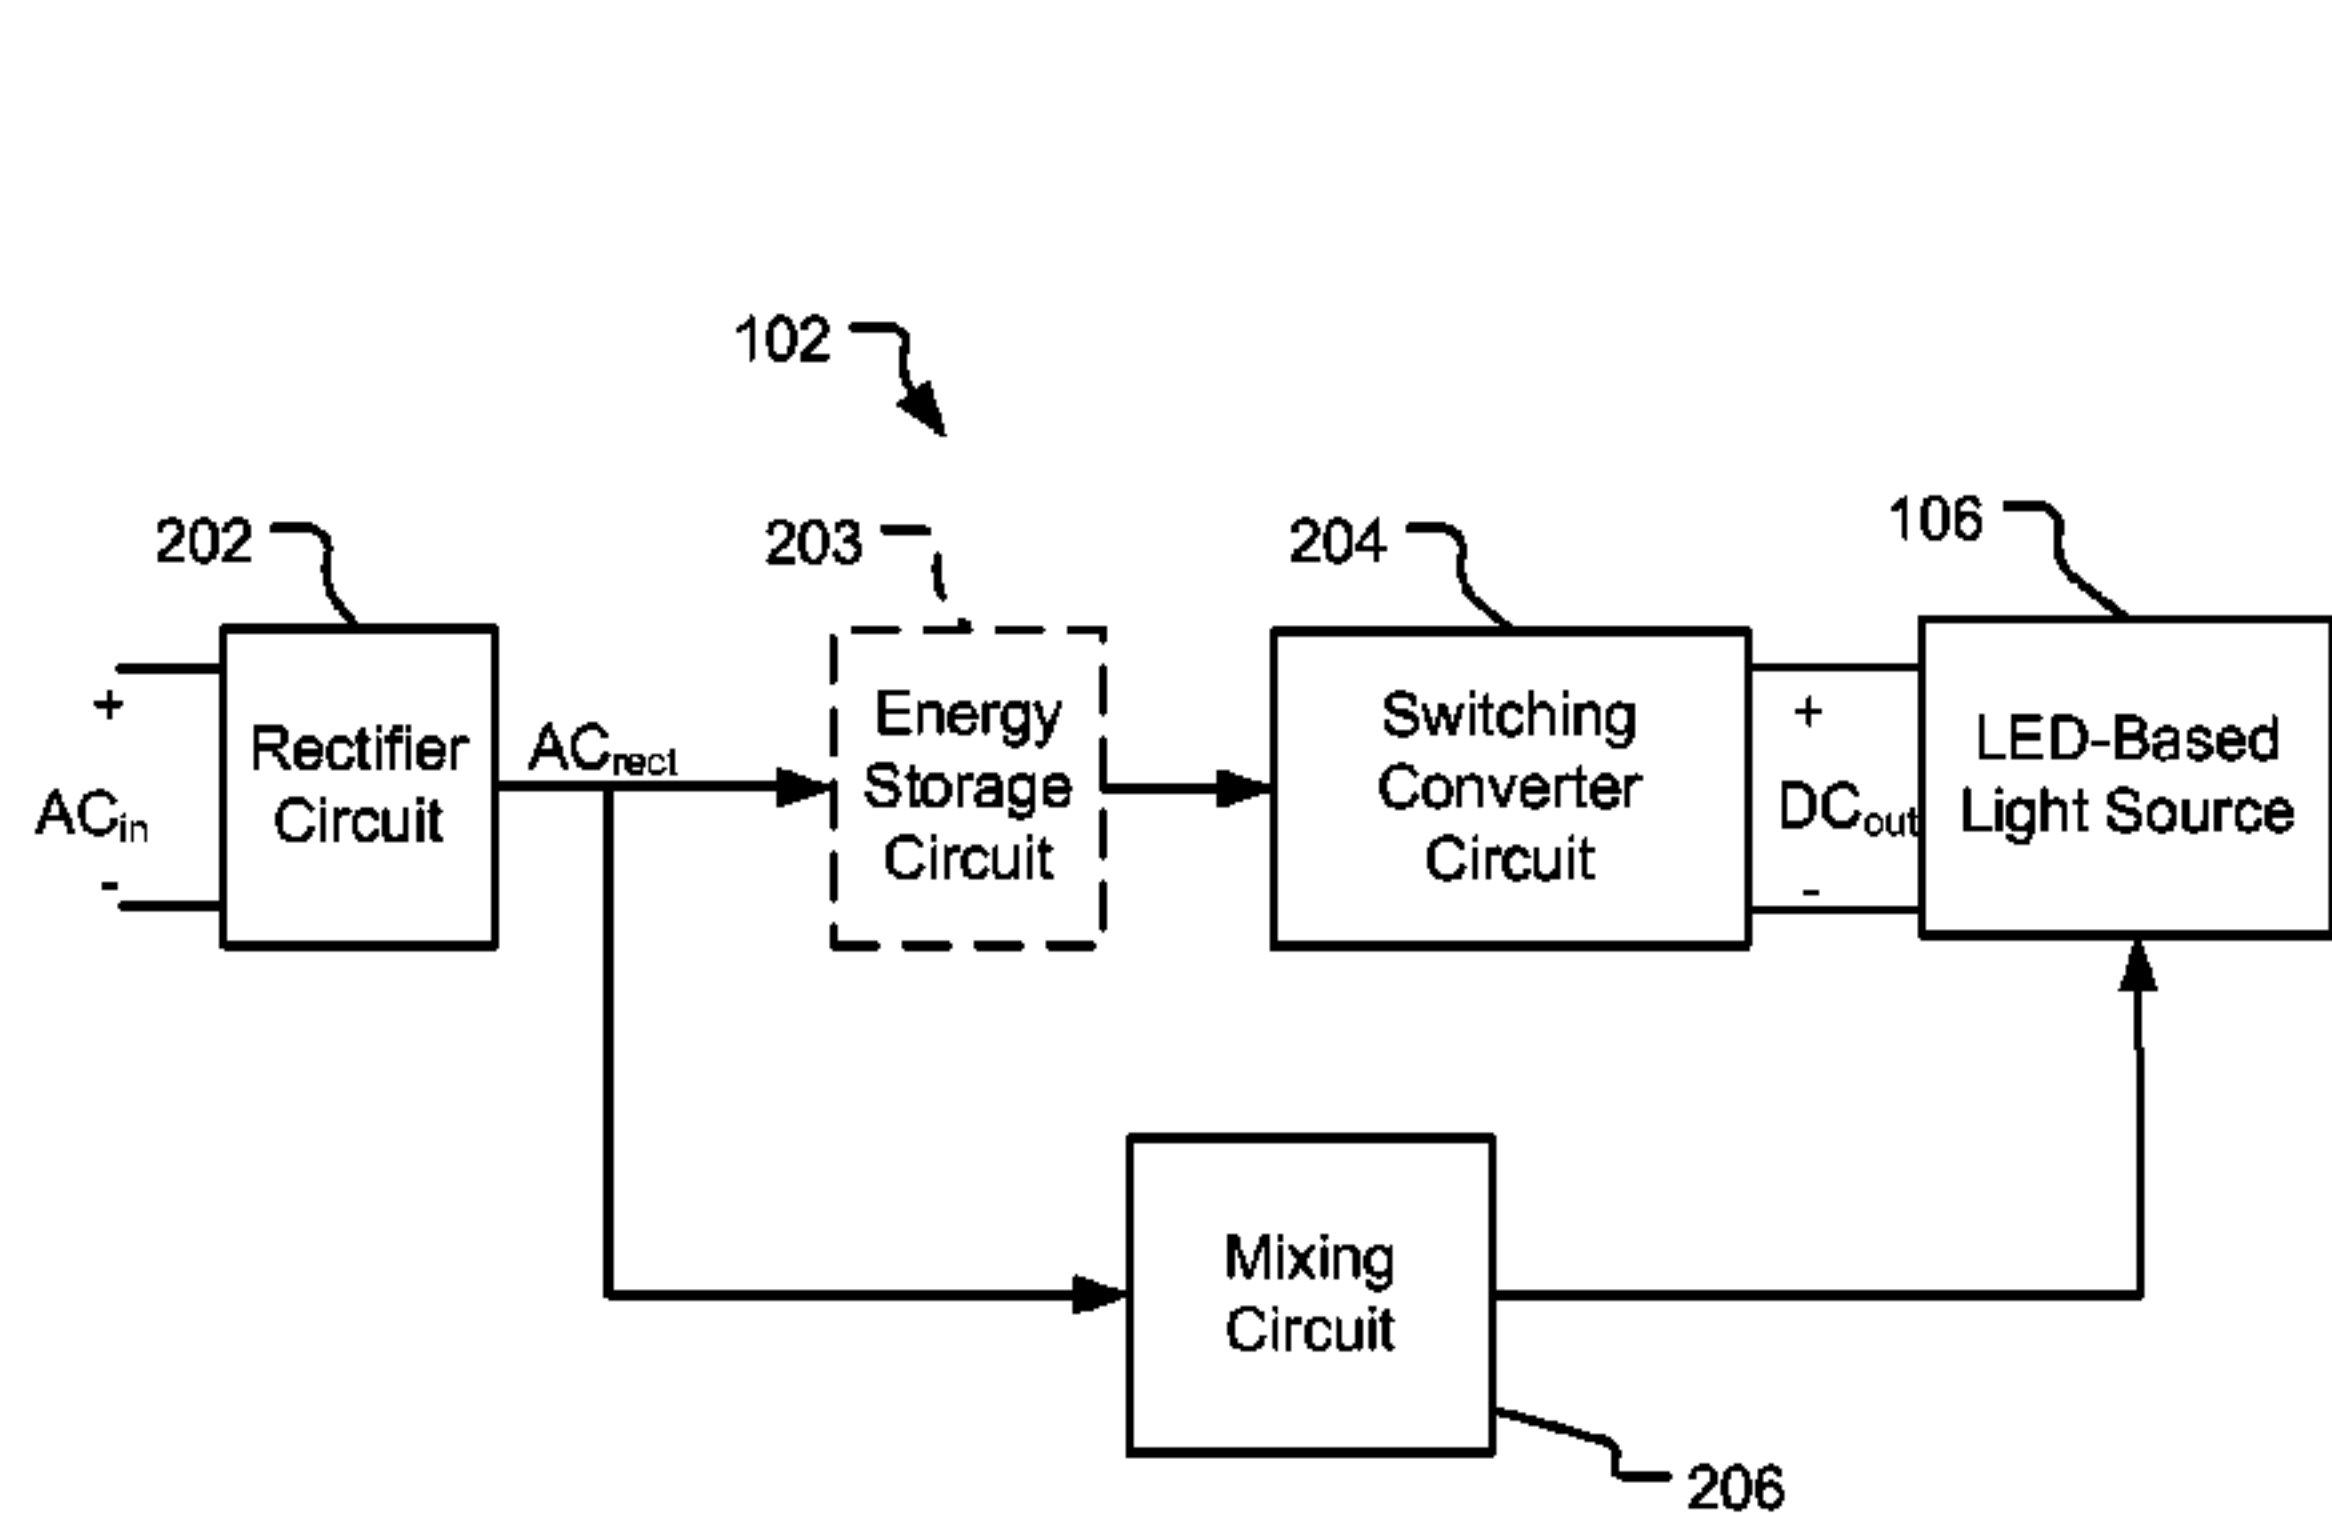 102
202
203
204
106
+
ACin
-
Rectifier
Circuit
ACrect
Energy
Storage
Circuit
Switching
Converter
Circuit
+
DCout
-
LED-Based
Light Source
Mixing
Circuit
206